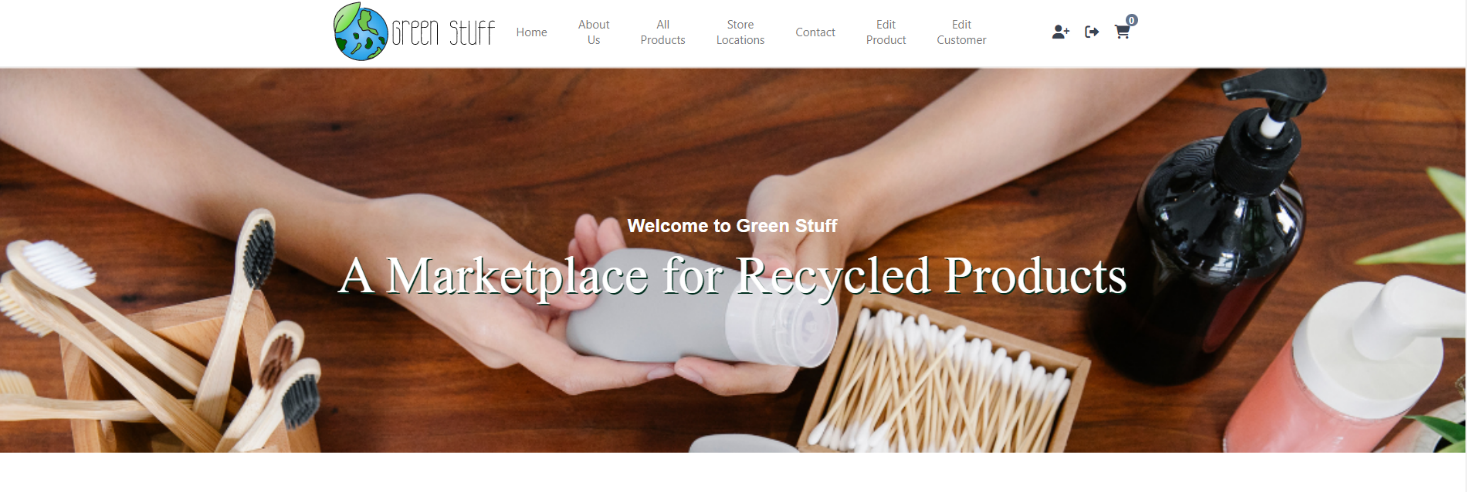 Green Stuff
Home
About
Us
All
Products
Store
Locations
Contact
Edit
Product
Edit
Customer
0
Welcome to Green Stuff
A Marketplace for Recycled Products